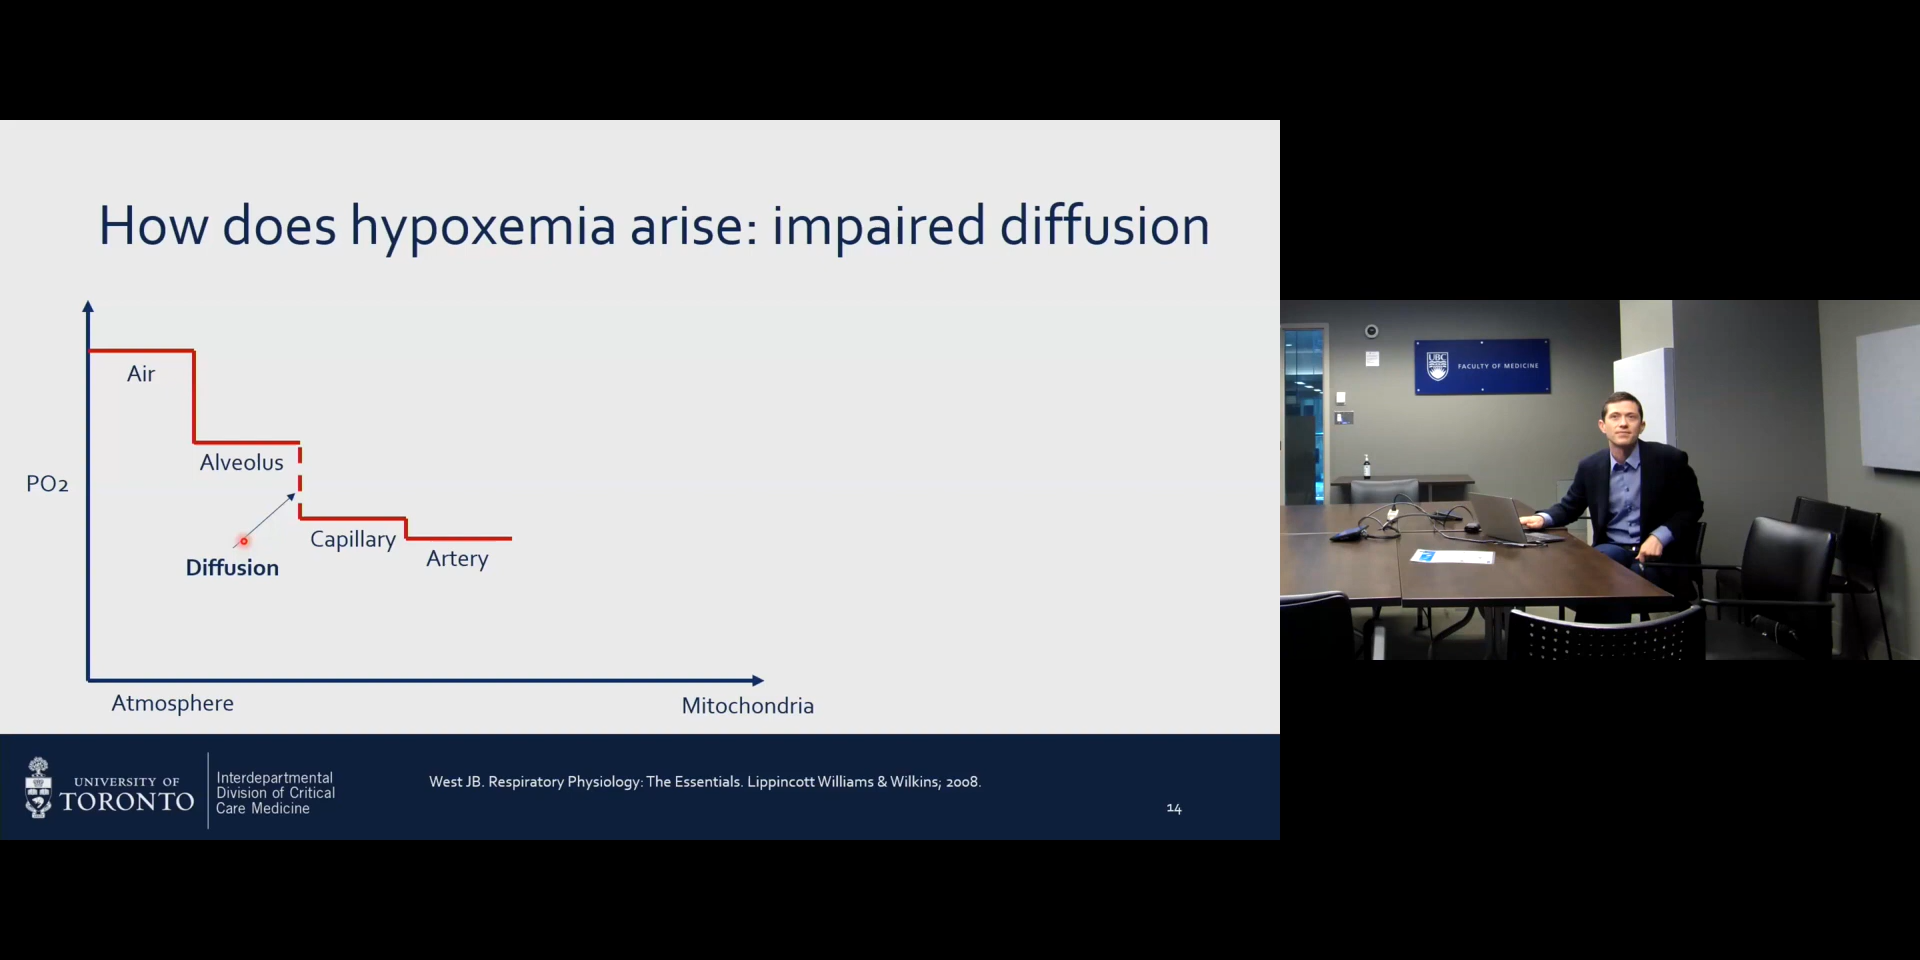 How does hypoxemia arise: impaired diffusion
Air
Alveolus
PO2
Capillary
Artery
Diffusion
Atmosphere
Mitochondria
UNIVERSITY OF
TORONTO
Interdepartmental
Division of Critical
Care Medicine
West JB. Respiratory Physiology: The Essentials. Lippincott Williams & Wilkins; 2008.
14
UBC
FACULTY OF MEDICINE